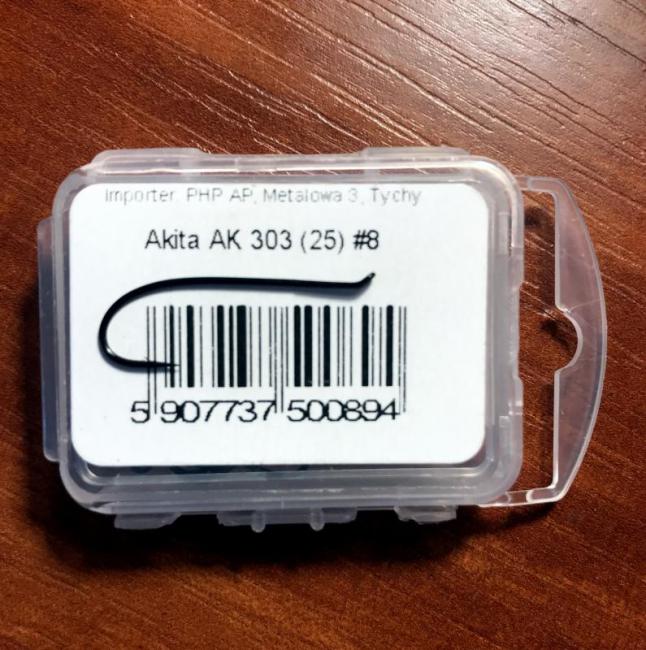 Importer: PHP AP, Metalowa 3, Tychy
Akita AK 303 (25) #8
5 907737 500894